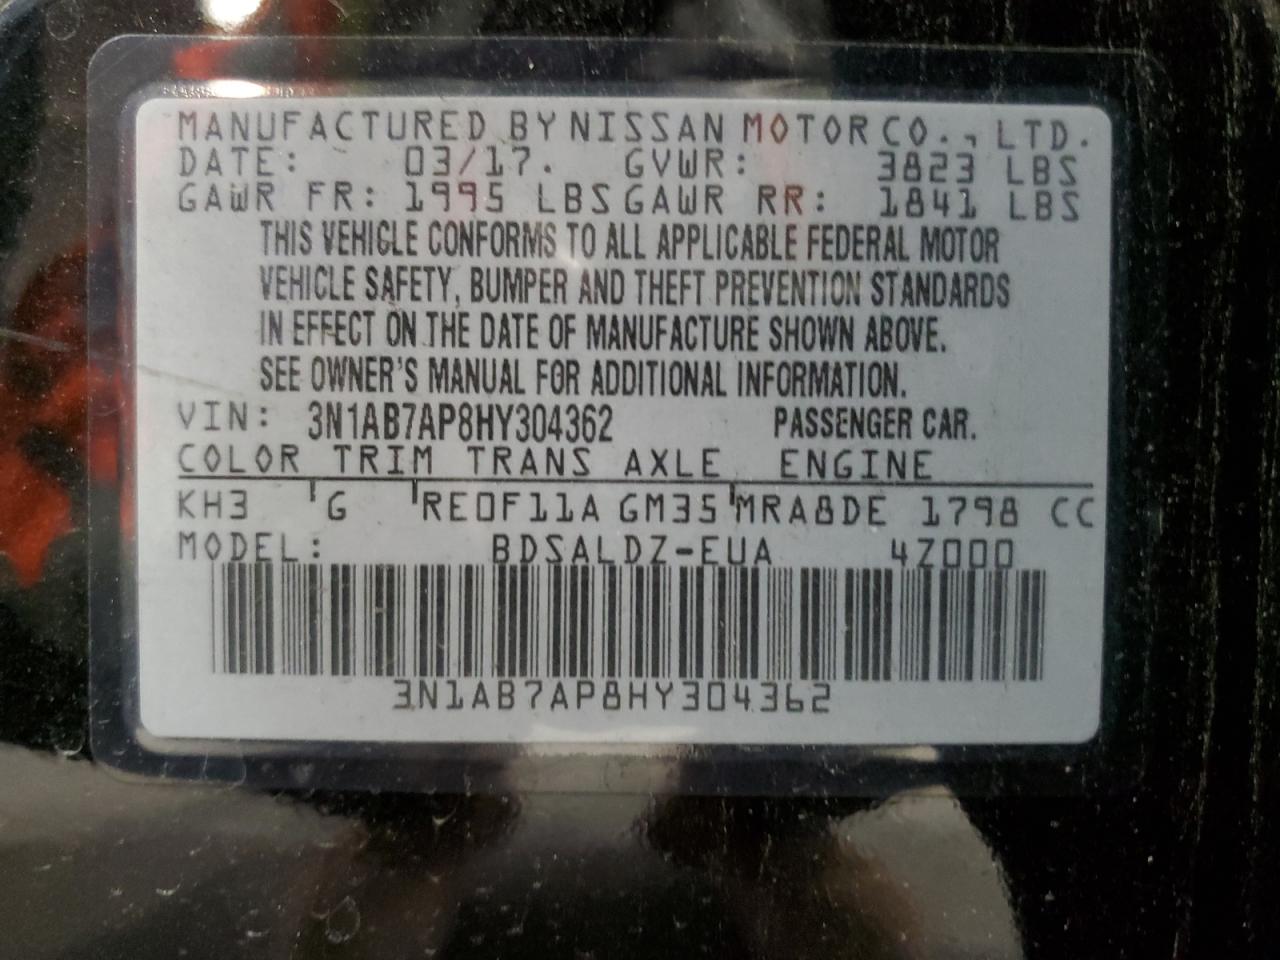 MANUFACTURED BY NISSAN MOTOR CO., LTD.
DATE: 03/17. GVWR: 3823 LBS
GAWR FR: 1995 LBS GAWR RR: 1841 LBS
THIS VEHICLE CONFORMS TO ALL APPLICABLE FEDERAL MOTOR
VEHICLE SAFETY, BUMPER AND THEFT PREVENTION STANDARDS
IN EFFECT ON THE DATE OF MANUFACTURE SHOWN ABOVE.
SEE OWNER'S MANUAL FOR ADDITIONAL INFORMATION.
VIN: 3N1AB7AP8HY304362 PASSENGER CAR.
COLOR TRIM TRANS AXLE ENGINE
KH3 G RE0F11A GM35 MRA8DE 1798 CC
MODEL: BDSALDZ-EUA 4Z000
3N1AB7AP8HY304362